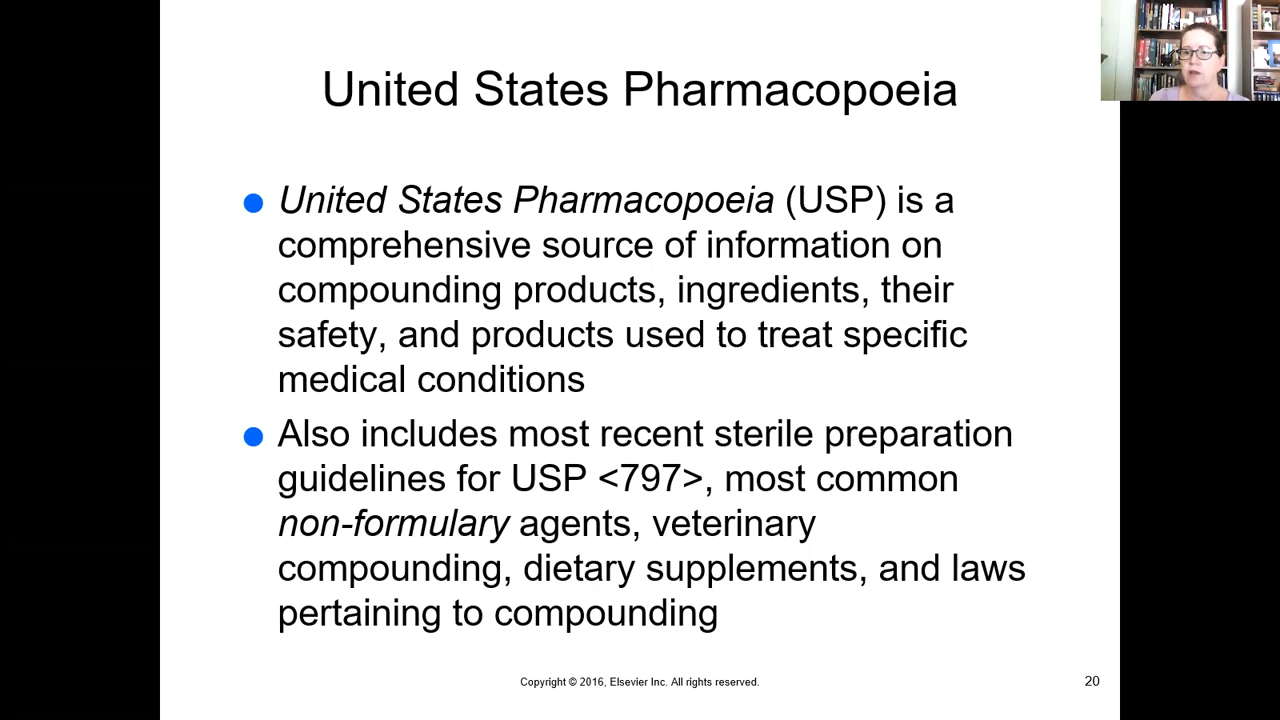 United States Pharmacopoeia
United States Pharmacopoeia (USP) is a
comprehensive source of information on
compounding products, ingredients, their
safety, and products used to treat specific
medical conditions
Also includes most recent sterile preparation
guidelines for USP <797>, most common
non-formulary agents, veterinary
compounding, dietary supplements, and laws
pertaining to compounding
Copyright © 2016, Elsevier Inc. All rights reserved.
20